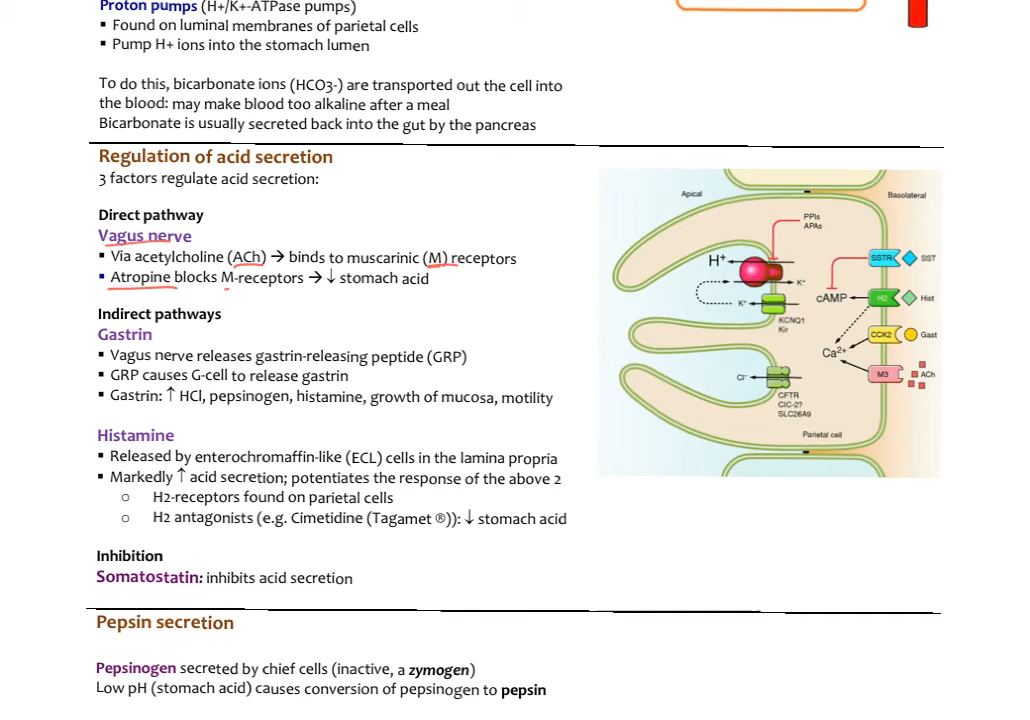 Proton pumps (H+/K+-ATPase pumps)
▪ Found on luminal membranes of parietal cells
▪ Pump H+ ions into the stomach lumen
To do this, bicarbonate ions (HCO3-) are transported out the cell into
the blood: may make blood too alkaline after a meal
Bicarbonate is usually secreted back into the gut by the pancreas
Regulation of acid secretion
3 factors regulate acid secretion:
Direct pathway
Vagus nerve
▪ Via acetylcholine (ACh) → binds to muscarinic (M) receptors
▪ Atropine blocks M-receptors → ↓ stomach acid
Indirect pathways
Gastrin
▪ Vagus nerve releases gastrin-releasing peptide (GRP)
▪ GRP causes G-cell to release gastrin
▪ Gastrin: ↑ HCl, pepsinogen, histamine, growth of mucosa, motility
Histamine
▪ Released by enterochromaffin-like (ECL) cells in the lamina propria
▪ Markedly ↑ acid secretion; potentiates the response of the above 2
o H2-receptors found on parietal cells
o H2 antagonists (e.g. Cimetidine (Tagamet ®)): ↓ stomach acid
Inhibition
Somatostatin: inhibits acid secretion
Pepsin secretion
Pepsinogen secreted by chief cells (inactive, a zymogen)
Low pH (stomach acid) causes conversion of pepsinogen to pepsin
Apical
Basolateral
PPIs
APAs
H+
K+
K+
KCNQ1
Kir
Cl-
CFTR
ClC-2?
SLC26A9
cAMP
Ca2+
SSTR
SST
H2
Hist
CCK2
Gast
M3
ACh
Parietal cell